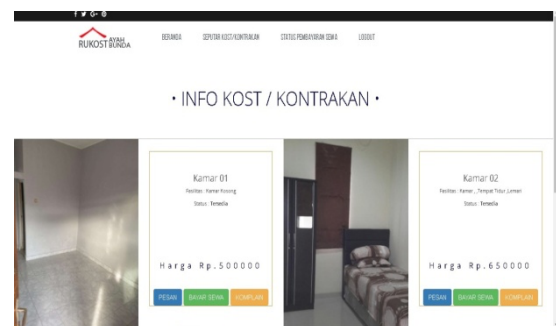 RUKOST AYAH BUNDA
BERANDA SEPUTAR KOST/KONTRAKAN STATUS PEMBAYARAN SEWA LOGOUT
• INFO KOST / KONTRAKAN •
Kamar 01
Fasilitas : Kamar Kosong
Status : Tersedia
Harga Rp.500000
PESAN BAYAR SEWA KOMPLAIN
Kamar 02
Fasilitas : Kamar , Tempat Tidur ,Lemari
Status : Tersedia
Harga Rp.650000
PESAN BAYAR SEWA KOMPLAIN